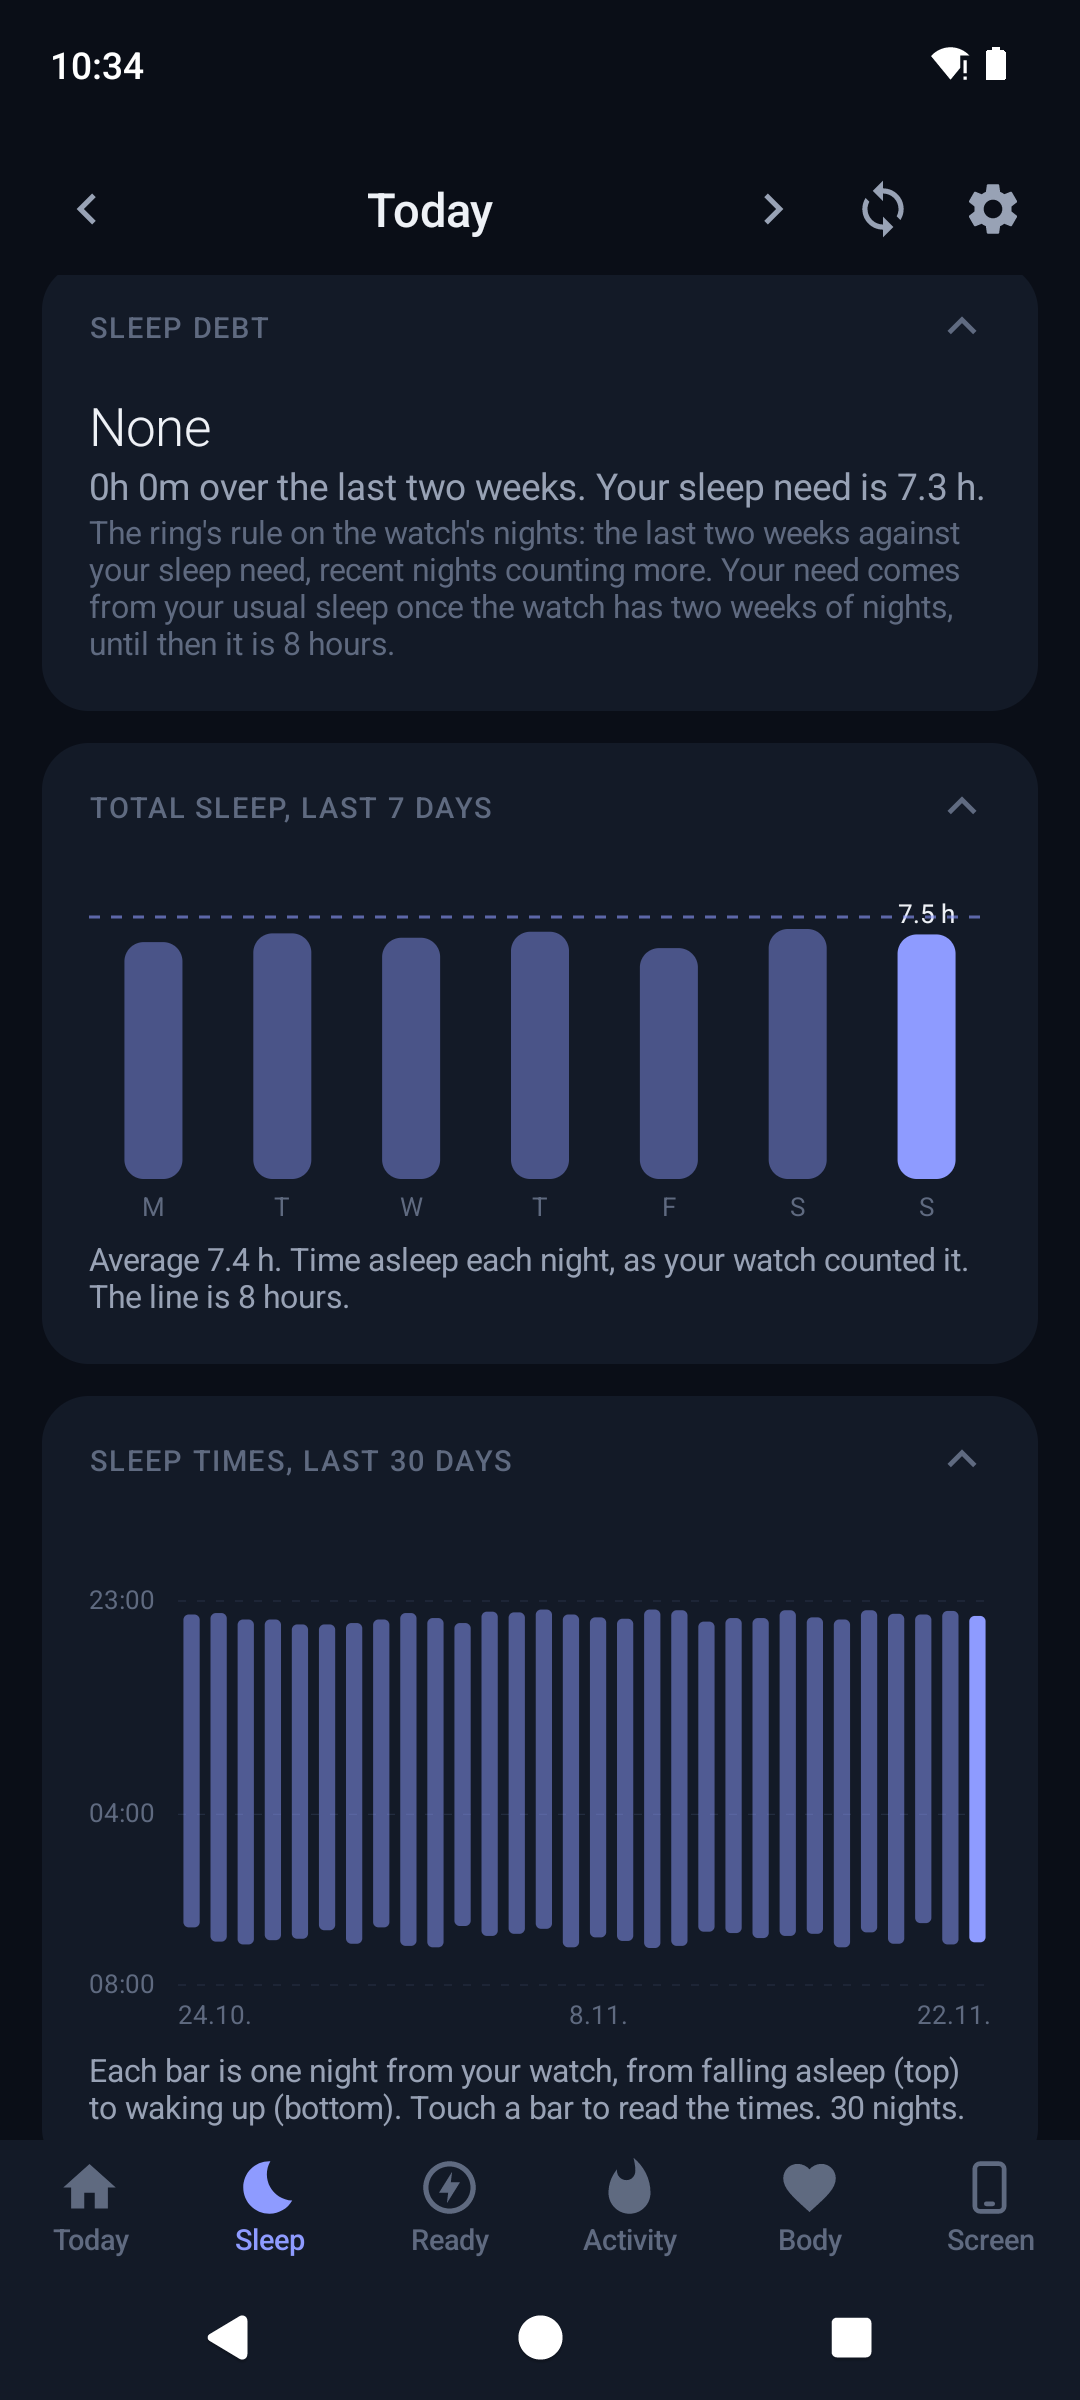 10:34
Today
SLEEP DEBT
None
0h 0m over the last two weeks. Your sleep need is 7.3 h.
The ring's rule on the watch's nights: the last two weeks against
your sleep need, recent nights counting more. Your need comes
from your usual sleep once the watch has two weeks of nights,
until then it is 8 hours.
TOTAL SLEEP, LAST 7 DAYS
7.5 h
M T W T F S S
Average 7.4 h. Time asleep each night, as your watch counted it.
The line is 8 hours.
SLEEP TIMES, LAST 30 DAYS
23:00
04:00
08:00
24.10. 8.11. 22.11.
Each bar is one night from your watch, from falling asleep (top)
to waking up (bottom). Touch a bar to read the times. 30 nights.
Today Sleep Ready Activity Body Screen